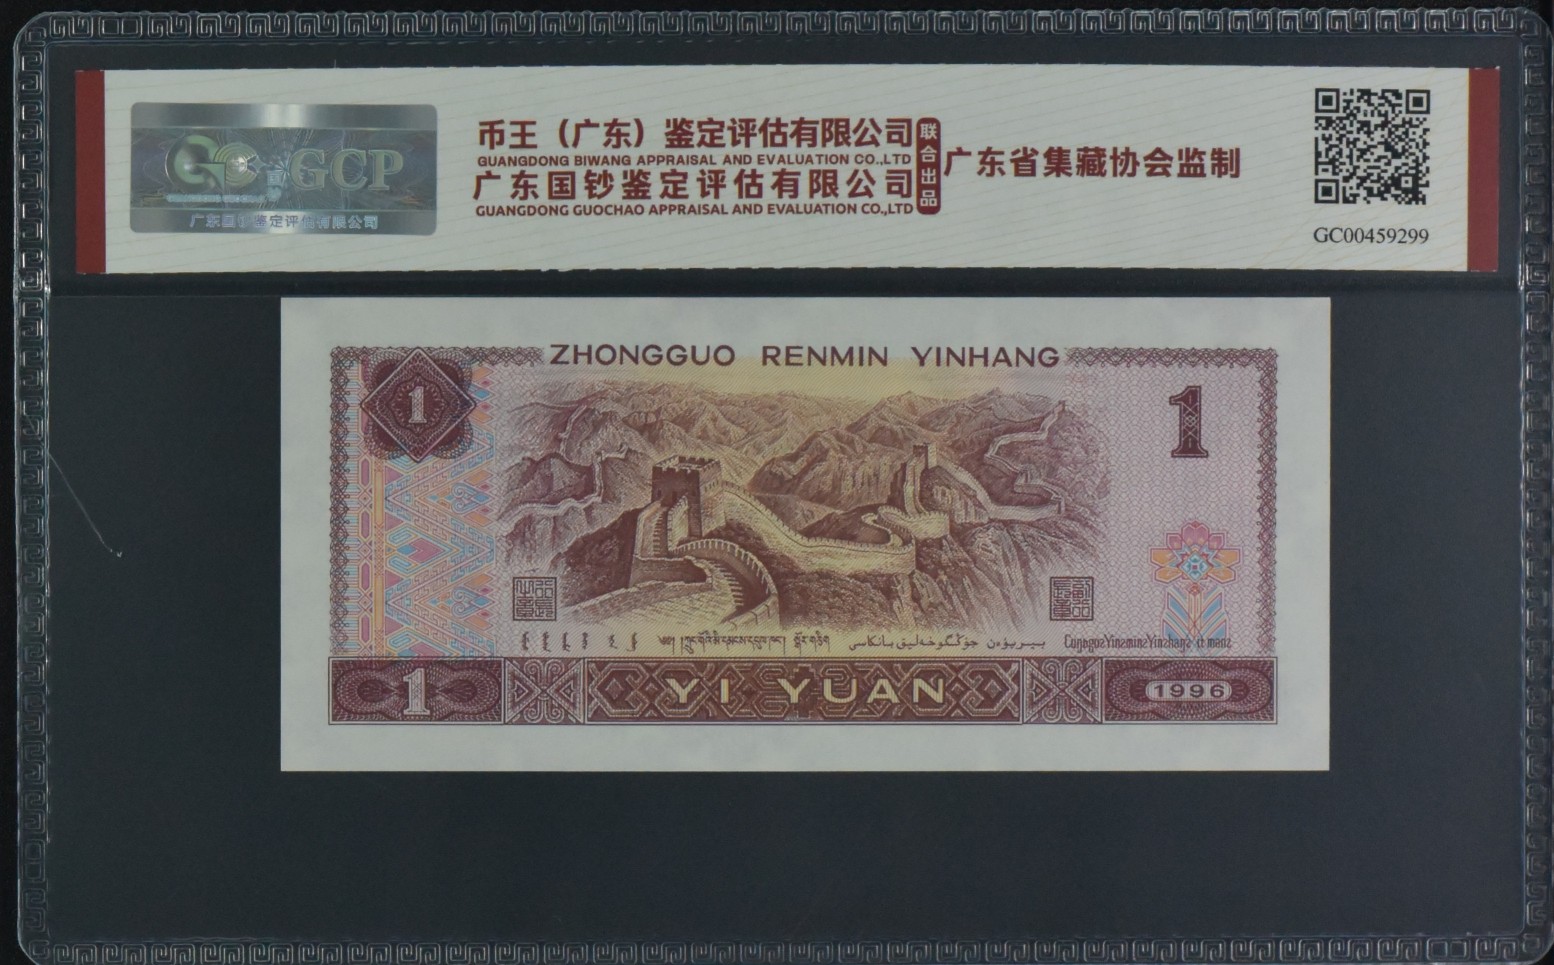 GCP
广东国钞鉴定评估有限公司
币王（广东）鉴定评估有限公司
GUANGDONG BIWANG APPRAISAL AND EVALUATION CO.,LTD
广东国钞鉴定评估有限公司
GUANGDONG GUOCHAO APPRAISAL AND EVALUATION CO.,LTD
联合出品
广东省集藏协会监制
GC00459299
ZHONGGUO RENMIN YINHANG
1
1
YI YUAN
1
1996